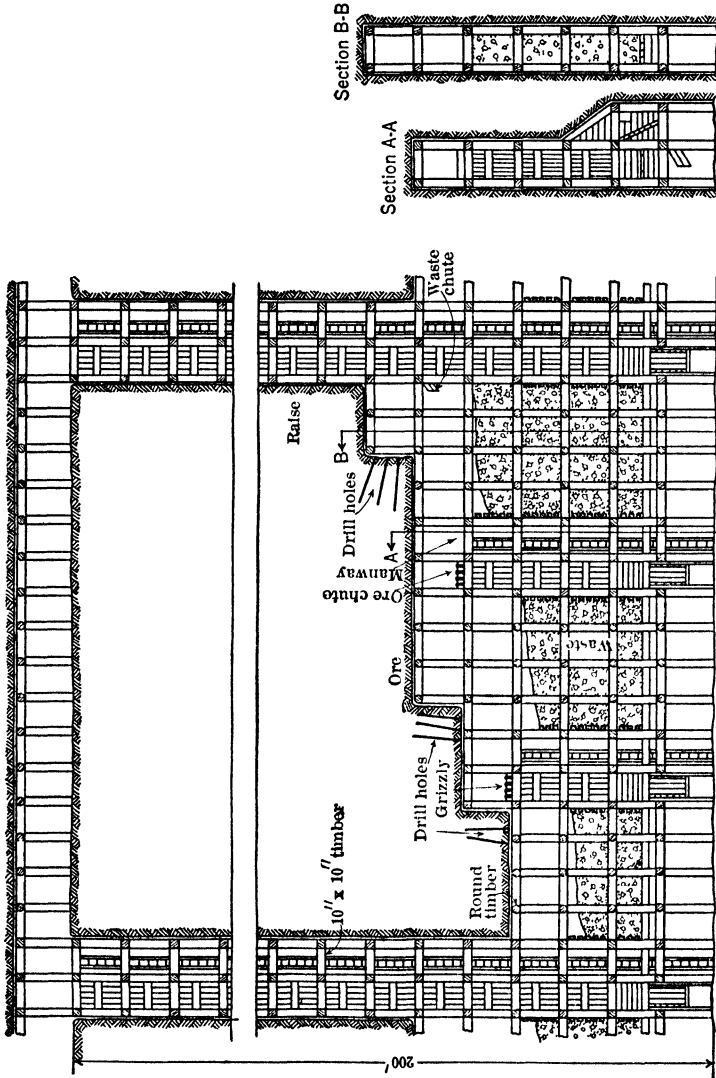 Section B-B
Section A-A
Waste
chute
Raise
B
Drill holes
A
Manway
Ore chute
Ore
Waste
Drill holes
Grizzly
10" x 10" timber
Round
timber
200'